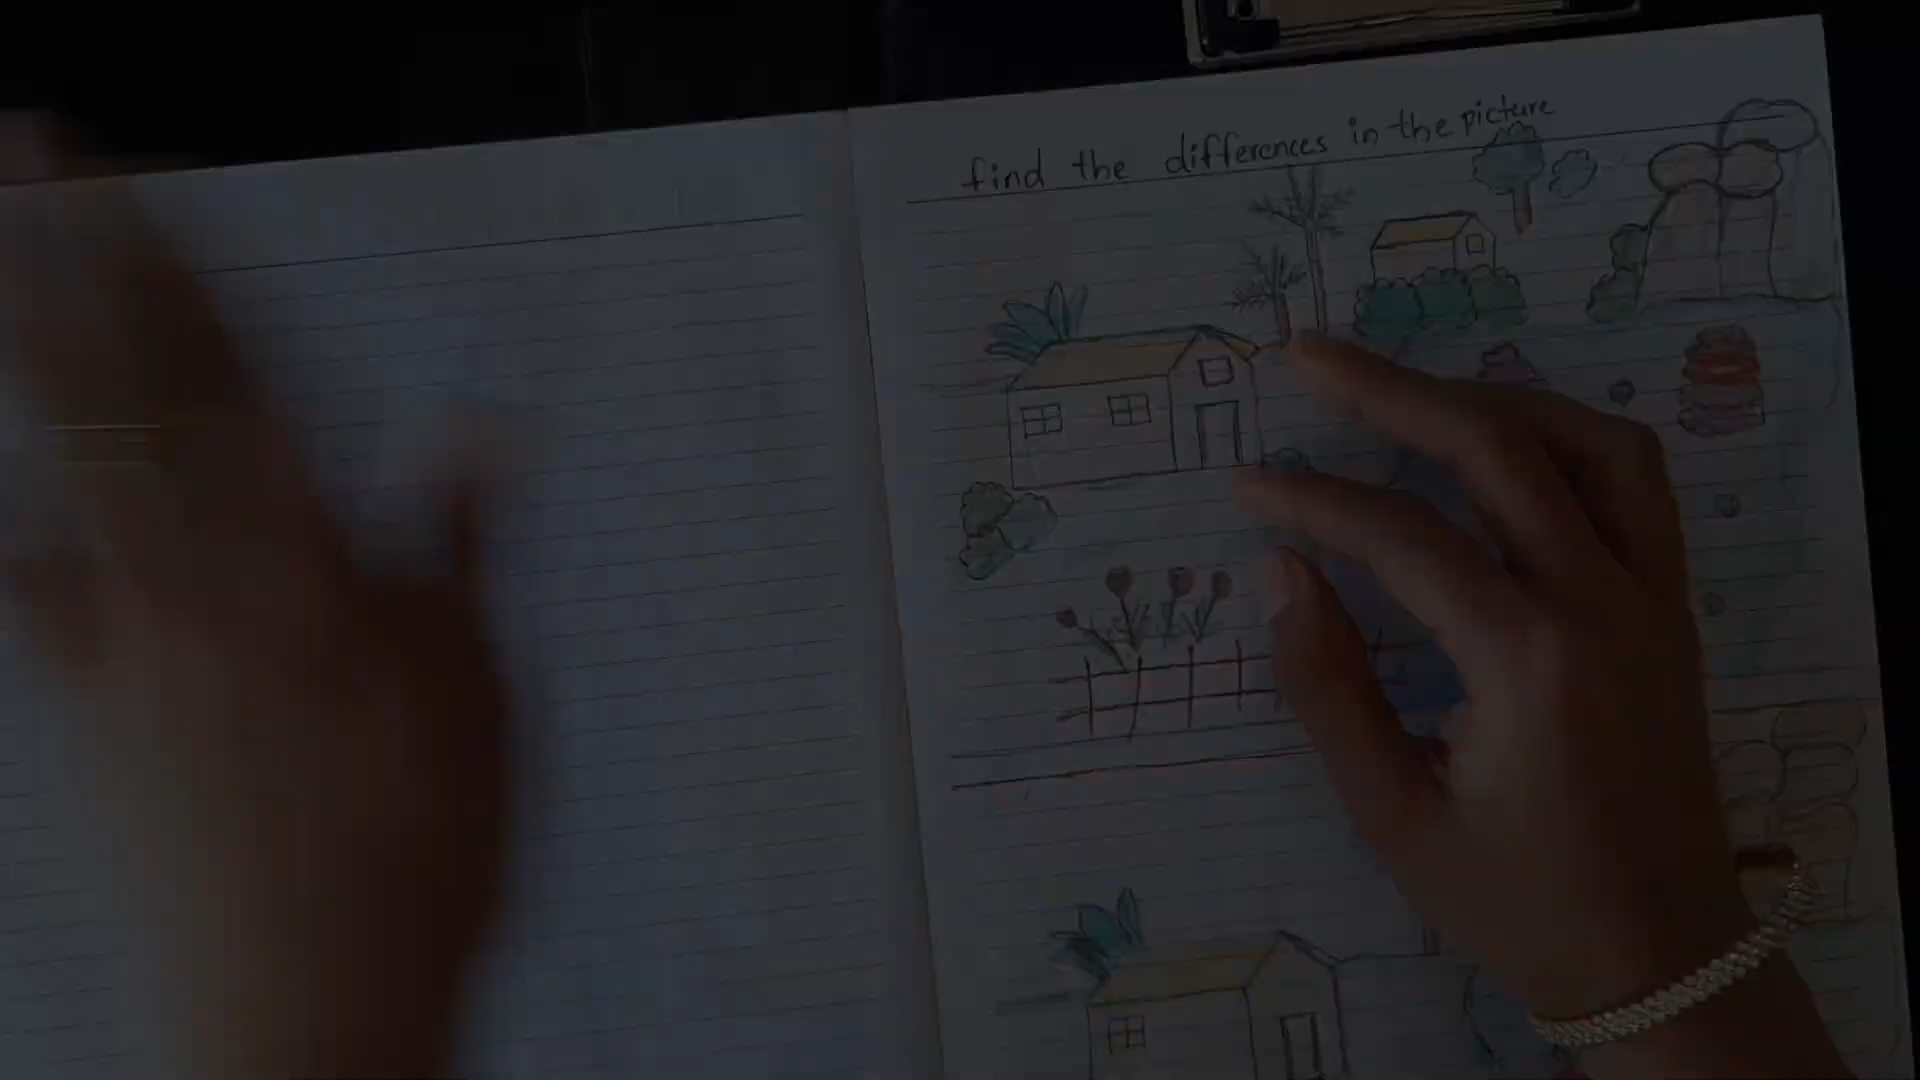 find the differences in the picture